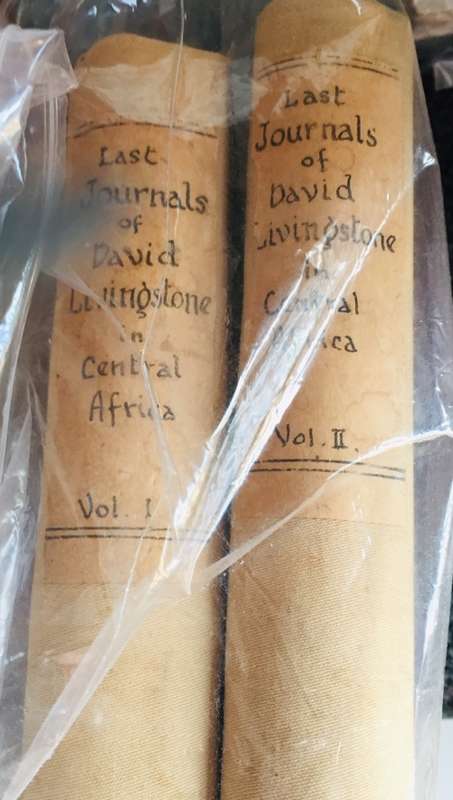 Last
Journals
of
David
Livingstone
in
Central
Africa
Vol. I
Last
Journals
of
David
Livingstone
in
Central
Africa
Vol. II